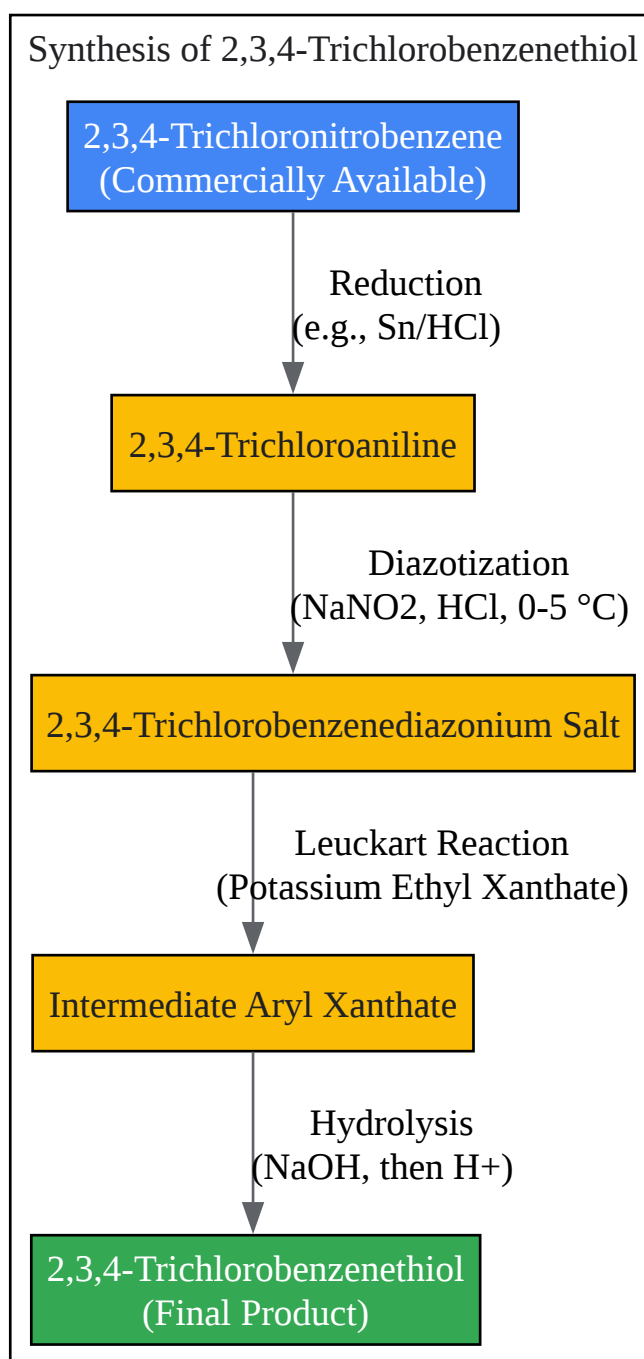 Synthesis of 2,3,4-Trichlorobenzenethiol
2,3,4-Trichloronitrobenzene
(Commercially Available)
Reduction
(e.g., Sn/HCl)
2,3,4-Trichloroaniline
Diazotization
(NaNO2, HCl, 0-5 °C)
2,3,4-Trichlorobenzenediazonium Salt
Leuckart Reaction
(Potassium Ethyl Xanthate)
Intermediate Aryl Xanthate
Hydrolysis
(NaOH, then H+)
2,3,4-Trichlorobenzenethiol
(Final Product)